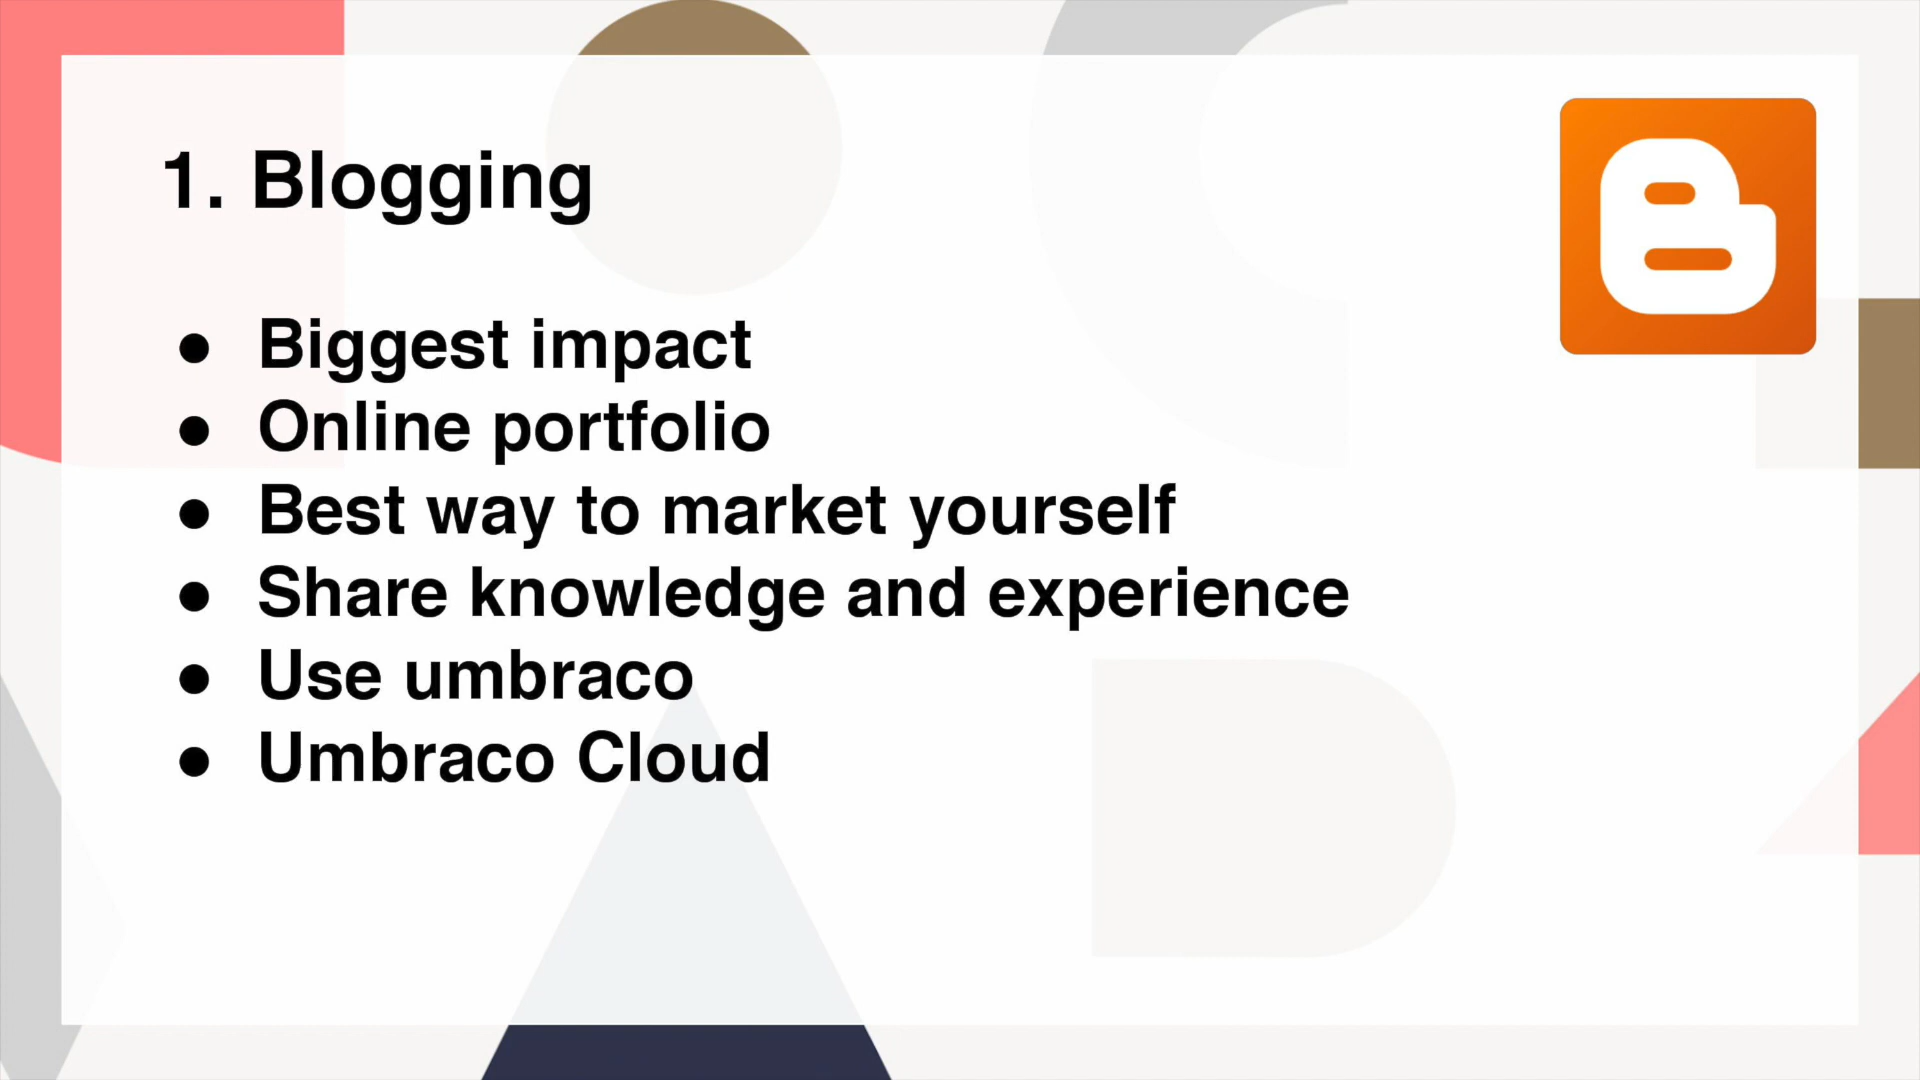 1. Blogging
● Biggest impact
● Online portfolio
● Best way to market yourself
● Share knowledge and experience
● Use umbraco
● Umbraco Cloud